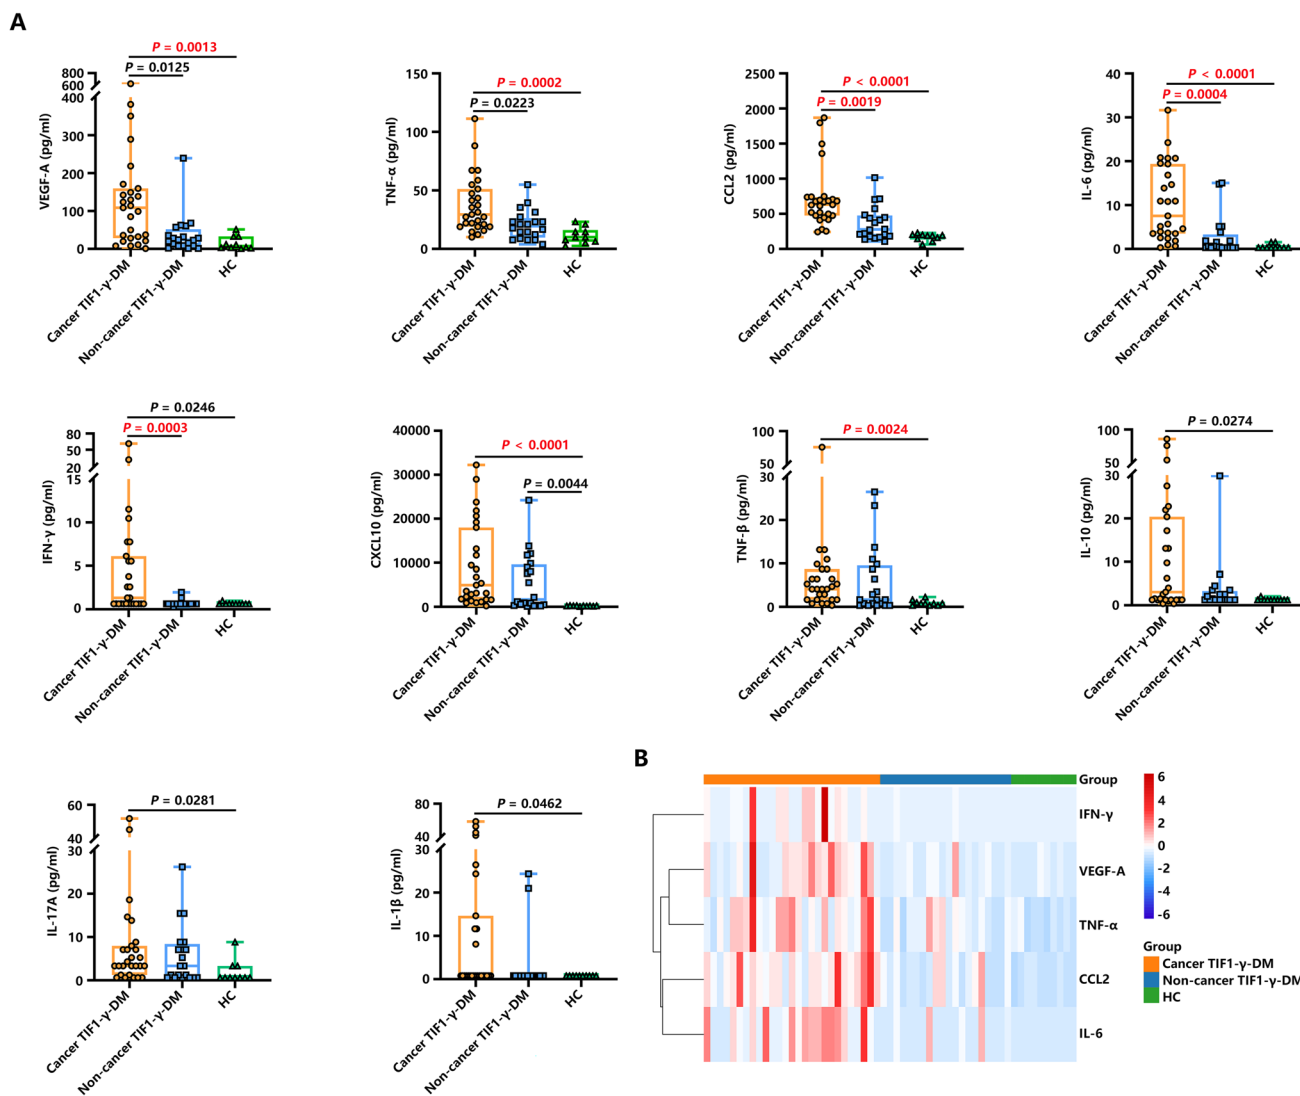 A
P = 0.0013
P = 0.0125
800
600
400
300
200
100
0
VEGF-A (pg/ml)
Cancer TIF1-γ-DM
Non-cancer TIF1-γ-DM
HC
P = 0.0002
P = 0.0223
150
100
50
0
TNF-α (pg/ml)
Cancer TIF1-γ-DM
Non-cancer TIF1-γ-DM
HC
P < 0.0001
P = 0.0019
2500
2000
1500
1000
500
0
CCL2 (pg/ml)
Cancer TIF1-γ-DM
Non-cancer TIF1-γ-DM
HC
P < 0.0001
P = 0.0004
40
30
20
10
0
IL-6 (pg/ml)
Cancer TIF1-γ-DM
Non-cancer TIF1-γ-DM
HC
P = 0.0246
P = 0.0003
80
50
20
15
10
5
0
IFN-γ (pg/ml)
Cancer TIF1-γ-DM
Non-cancer TIF1-γ-DM
HC
P < 0.0001
P = 0.0044
40000
30000
20000
10000
0
CXCL10 (pg/ml)
Cancer TIF1-γ-DM
Non-cancer TIF1-γ-DM
HC
P = 0.0024
100
50
30
20
10
0
TNF-β (pg/ml)
Cancer TIF1-γ-DM
Non-cancer TIF1-γ-DM
HC
P = 0.0274
100
50
30
20
10
0
IL-10 (pg/ml)
Cancer TIF1-γ-DM
Non-cancer TIF1-γ-DM
HC
P = 0.0281
60
40
30
20
10
0
IL-17A (pg/ml)
Cancer TIF1-γ-DM
Non-cancer TIF1-γ-DM
HC
P = 0.0462
80
40
30
20
10
0
IL-1β (pg/ml)
Cancer TIF1-γ-DM
Non-cancer TIF1-γ-DM
HC
B
Group
IFN-γ
VEGF-A
TNF-α
CCL2
IL-6
6
4
2
0
-2
-4
-6
Group
Cancer TIF1-γ-DM
Non-cancer TIF1-γ-DM
HC